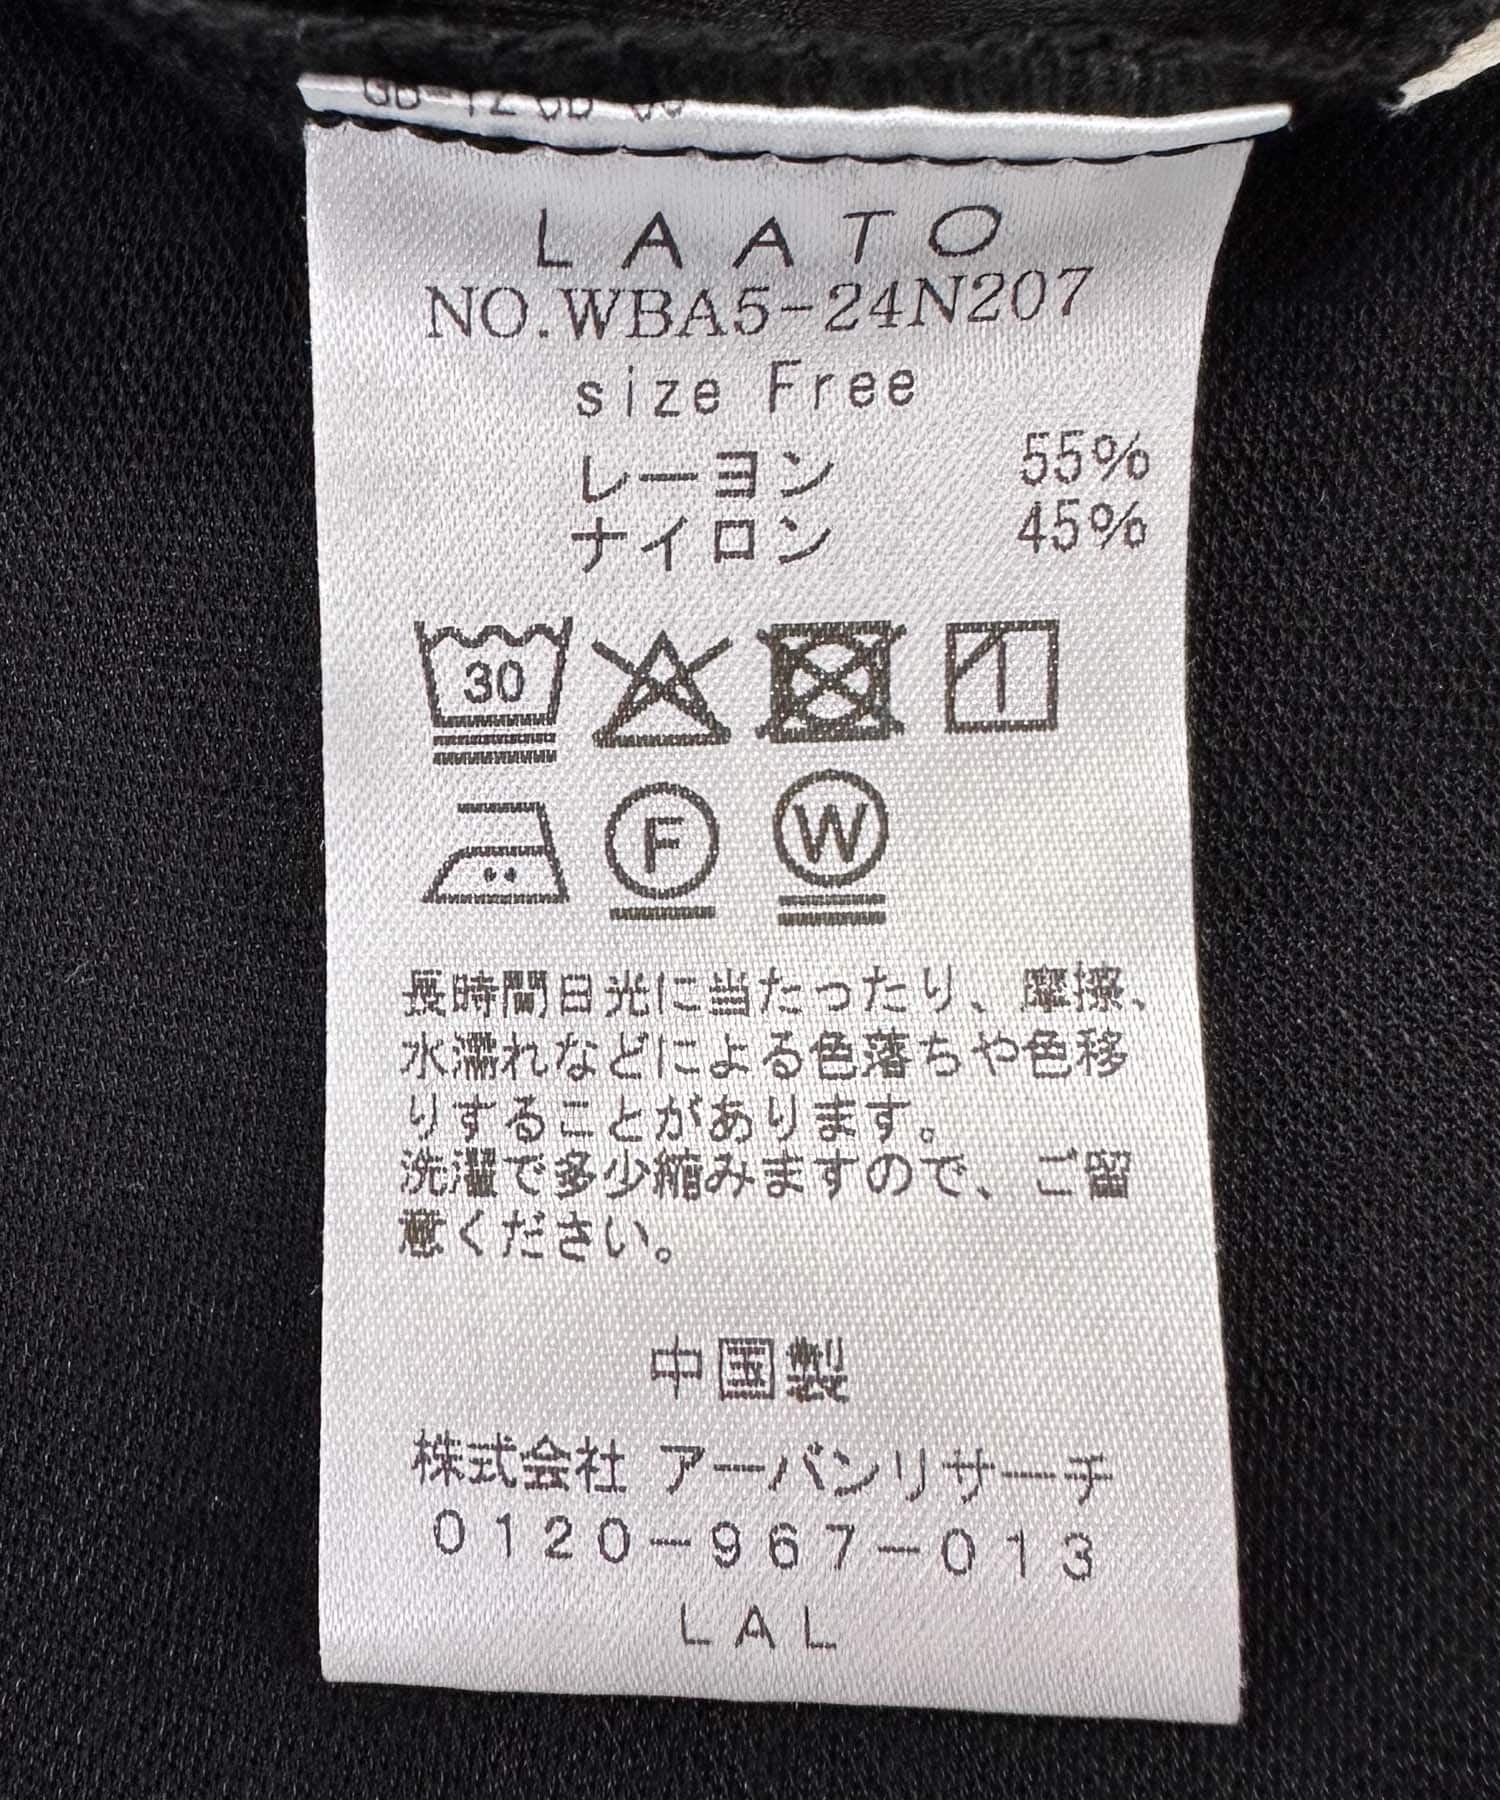 LAATO
NO.WBA5-24N207
size Free
レーヨン 55%
ナイロン 45%
30
F
W
長時間日光に当たったり、摩擦、
水濡れなどによる色落ちや色移
りすることがあります。
洗濯で多少縮みますので、ご留
意ください。
中国製
株式会社 アーバンリサーチ
0120-967-013
LAL